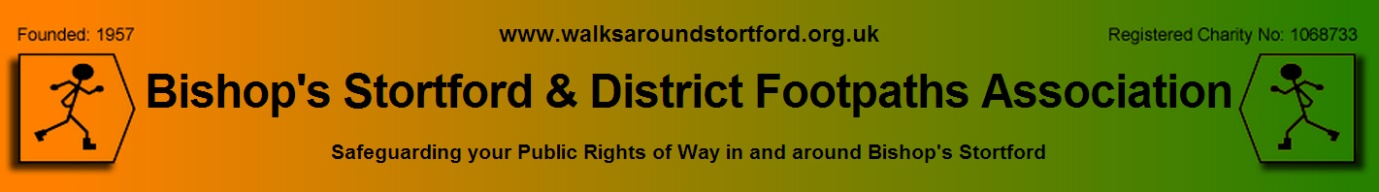 Founded: 1957
www.walksaroundstortford.org.uk
Registered Charity No: 1068733
Bishop's Stortford & District Footpaths Association
Safeguarding your Public Rights of Way in and around Bishop's Stortford